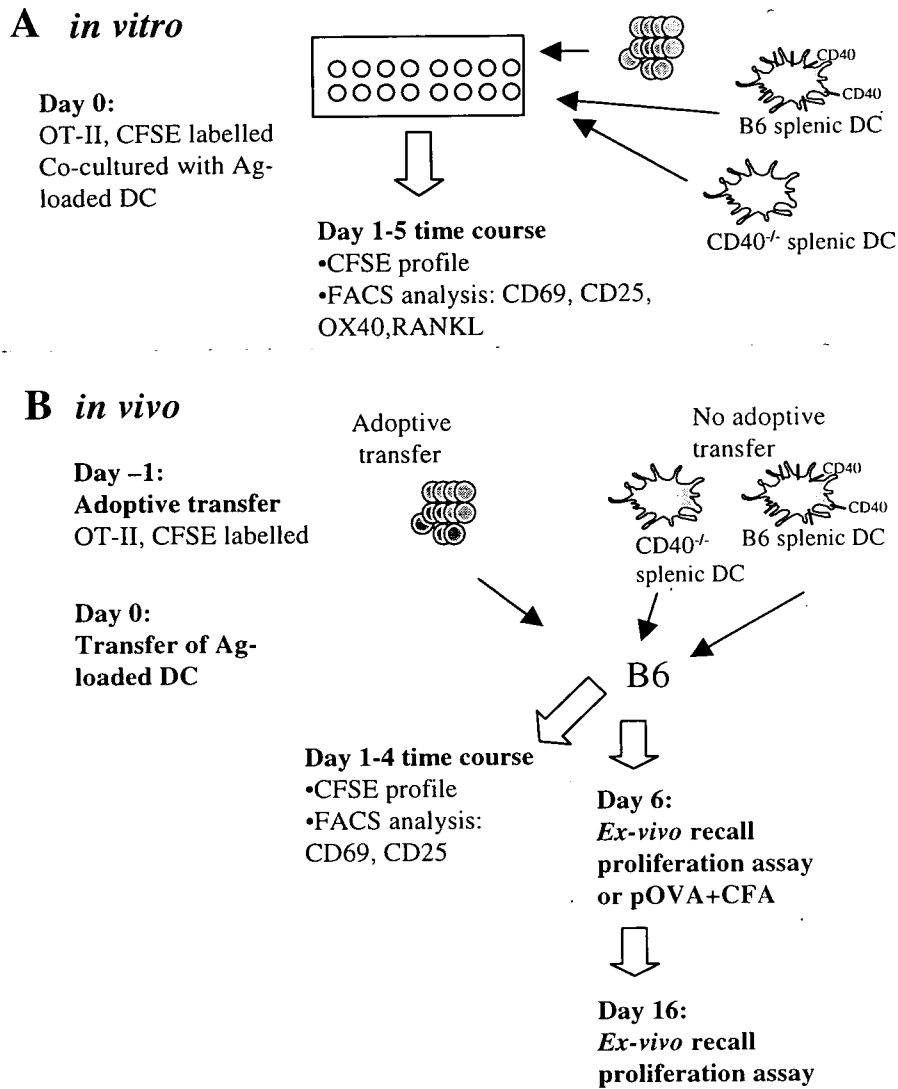 A in vitro
Day 0:
OT-II, CFSE labelled
Co-cultured with Ag-
loaded DC
CD40
CD40
B6 splenic DC
CD40-/- splenic DC
Day 1-5 time course
•CFSE profile
•FACS analysis: CD69, CD25,
OX40,RANKL
B in vivo
Day –1:
Adoptive transfer
OT-II, CFSE labelled
Day 0:
Transfer of Ag-
loaded DC
Adoptive
transfer
No adoptive
transfer
CD40
CD40
CD40-/-
splenic DC
B6 splenic DC
B6
Day 1-4 time course
•CFSE profile
•FACS analysis:
CD69, CD25
Day 6:
Ex-vivo recall
proliferation assay
or pOVA+CFA
Day 16:
Ex-vivo recall
proliferation assay